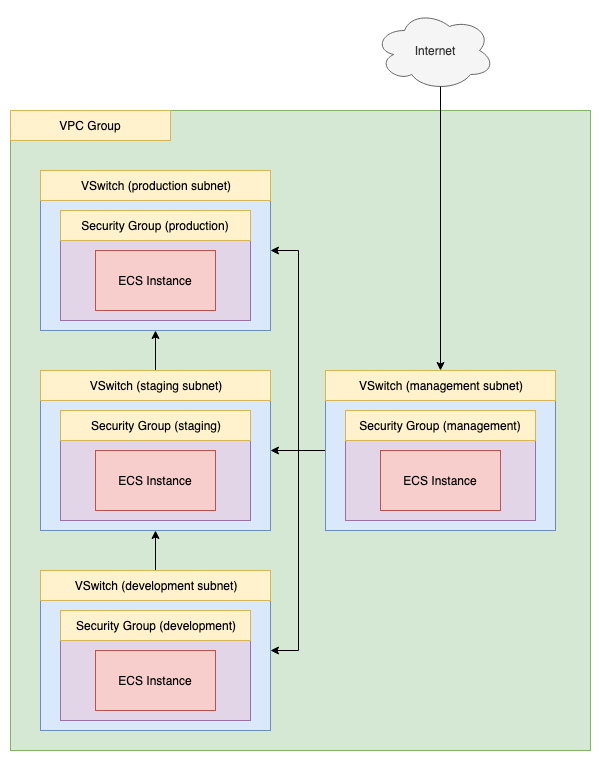 Internet
VPC Group
VSwitch (production subnet)
Security Group (production)
ECS Instance
VSwitch (staging subnet)
Security Group (staging)
ECS Instance
VSwitch (management subnet)
Security Group (management)
ECS Instance
VSwitch (development subnet)
Security Group (development)
ECS Instance